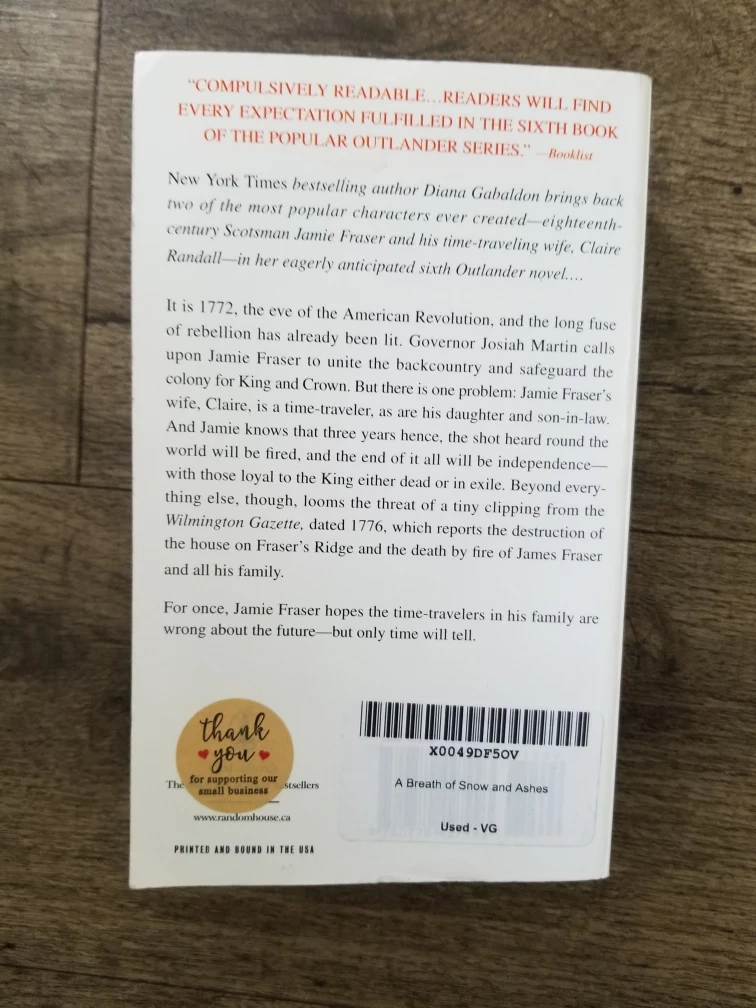 "COMPULSIVELY READABLE...READERS WILL FIND
EVERY EXPECTATION FULFILLED IN THE SIXTH BOOK
OF THE POPULAR OUTLANDER SERIES." —Booklist
New York Times bestselling author Diana Gabaldon brings back
two of the most popular characters ever created—eighteenth-
century Scotsman Jamie Fraser and his time-traveling wife, Claire
Randall—in her eagerly anticipated sixth Outlander novel....
It is 1772, the eve of the American Revolution, and the long fuse
of rebellion has already been lit. Governor Josiah Martin calls
upon Jamie Fraser to unite the backcountry and safeguard the
colony for King and Crown. But there is one problem: Jamie Fraser's
wife, Claire, is a time-traveler, as are his daughter and son-in-law.
And Jamie knows that three years hence, the shot heard round the
world will be fired, and the end of it all will be independence—
with those loyal to the King either dead or in exile. Beyond every-
thing else, though, looms the threat of a tiny clipping from the
Wilmington Gazette, dated 1776, which reports the destruction of
the house on Fraser's Ridge and the death by fire of James Fraser
and all his family.
For once, Jamie Fraser hopes the time-travelers in his family are
wrong about the future—but only time will tell.
thank
you
for supporting our
small business
The stsellers
www.randomhouse.ca
PRINTED AND BOUND IN THE USA
X0049DF5OV
A Breath of Snow and Ashes
Used - VG